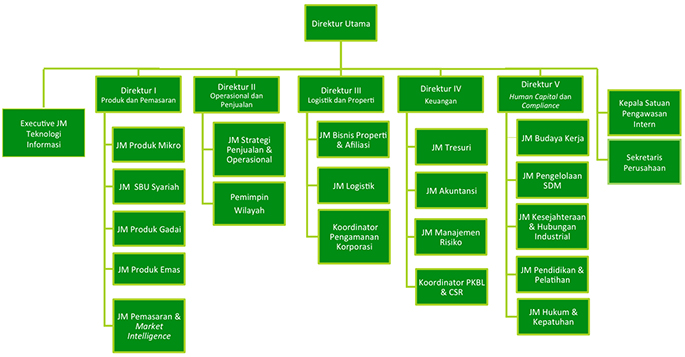 Direktur Utama
Direktur I
Produk dan Pemasaran
Direktur II
Operasional dan
Penjualan
Direktur III
Logistik dan Properti
Direktur IV
Keuangan
Direktur V
Human Capital dan
Compliance
Executive JM
Teknologi
Informasi
Kepala Satuan
Pengawasan
Intern
Sekretaris
Perusahaan
JM Produk Mikro
JM SBU Syariah
JM Produk Gadai
JM Produk Emas
JM Pemasaran &
Market
Intelligence
JM Strategi
Penjualan &
Operasional
Pemimpin
Wilayah
JM Bisnis Properti
& Afiliasi
JM Logistik
Koordinator
Pengamanan
Korporasi
JM Tresuri
JM Akuntansi
JM Manajemen
Risiko
Koordinator PKBL
& CSR
JM Budaya Kerja
JM Pengelolaan
SDM
JM Kesejahteraan
& Hubungan
Industrial
JM Pendidikan &
Pelatihan
JM Hukum &
Kepatuhan